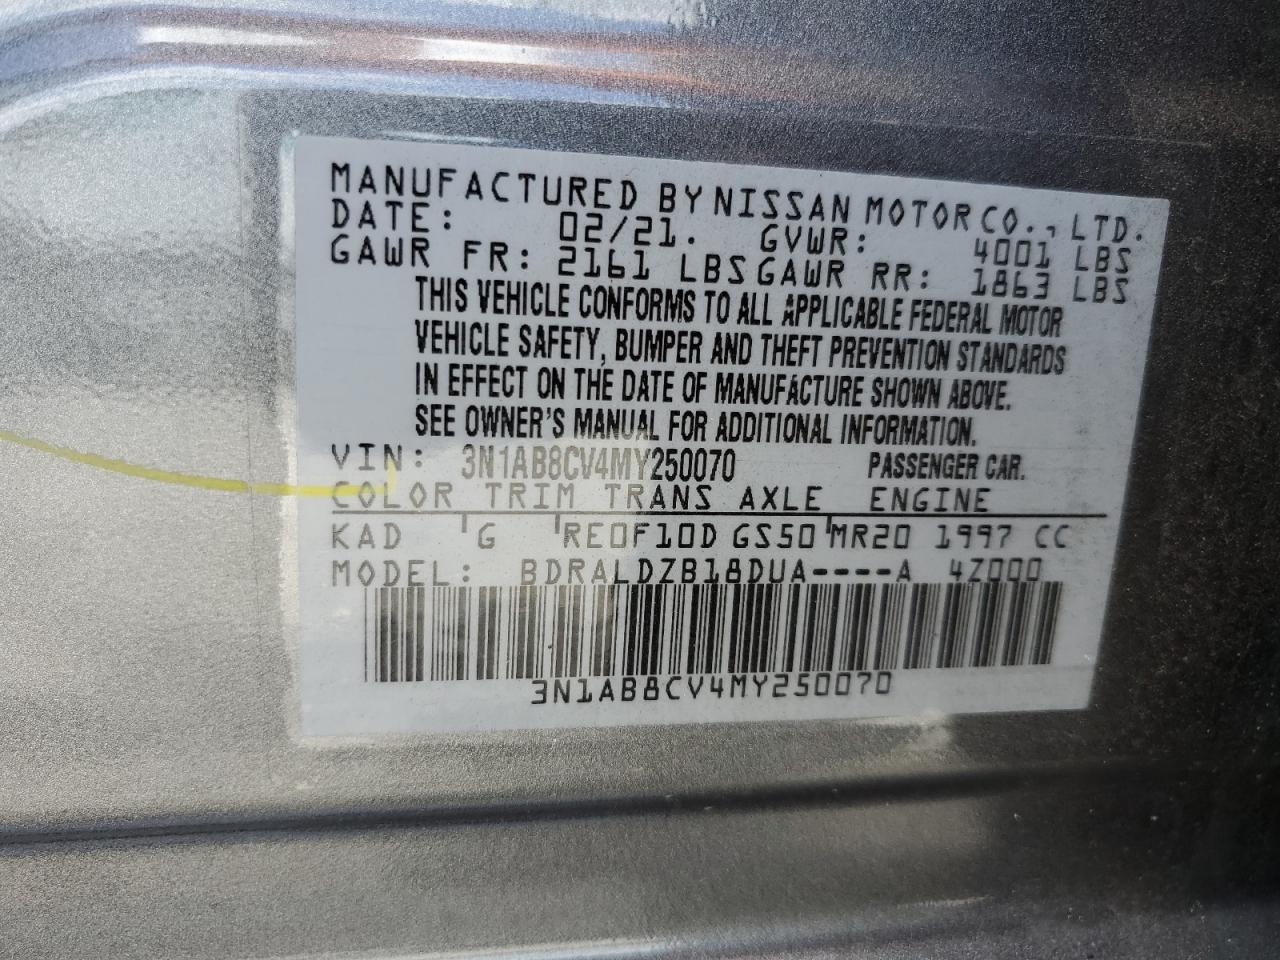 MANUFACTURED BY NISSAN MOTOR CO., LTD.
DATE: 02/21. GVWR: 4001 LBS
GAWR FR: 2161 LBS GAWR RR: 1863 LBS
THIS VEHICLE CONFORMS TO ALL APPLICABLE FEDERAL MOTOR
VEHICLE SAFETY, BUMPER AND THEFT PREVENTION STANDARDS
IN EFFECT ON THE DATE OF MANUFACTURE SHOWN ABOVE.
SEE OWNER'S MANUAL FOR ADDITIONAL INFORMATION.
VIN: 3N1AB8CV4MY250070 PASSENGER CAR.
COLOR TRIM TRANS AXLE ENGINE
KAD G RE0F10D GS50 MR20 1997 CC
MODEL: BDRALDZB18DUA----A 4Z000
3N1AB8CV4MY250070